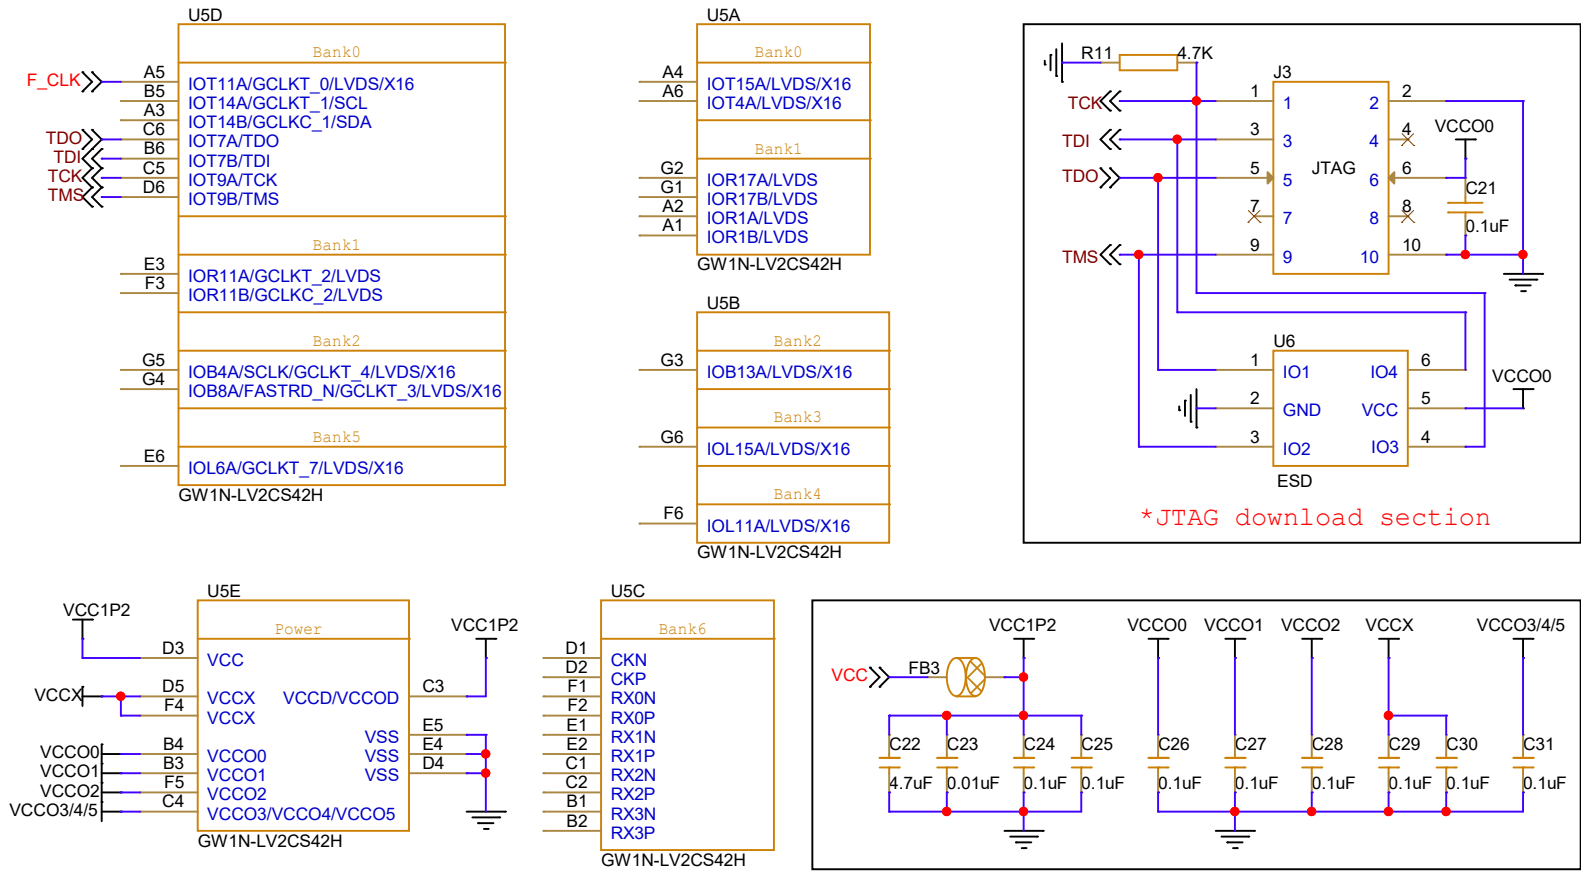 U5D
Bank0
F_CLK A5 IOT11A/GCLKT_0/LVDS/X16
B5 IOT14A/GCLKT_1/SCL
A3 IOT14B/GCLKC_1/SDA
TDO C6 IOT7A/TDO
TDI B6 IOT7B/TDI
TCK C5 IOT9A/TCK
TMS D6 IOT9B/TMS
Bank1
E3 IOR11A/GCLKT_2/LVDS
F3 IOR11B/GCLKC_2/LVDS
Bank2
G5 IOB4A/SCLK/GCLKT_4/LVDS/X16
G4 IOB8A/FASTRD_N/GCLKT_3/LVDS/X16
Bank5
E6 IOL6A/GCLKT_7/LVDS/X16
GW1N-LV2CS42H
U5A
Bank0
A4 IOT15A/LVDS/X16
A6 IOT4A/LVDS/X16
Bank1
G2 IOR17A/LVDS
G1 IOR17B/LVDS
A2 IOR1A/LVDS
A1 IOR1B/LVDS
GW1N-LV2CS42H
U5B
Bank2
G3 IOB13A/LVDS/X16
Bank3
G6 IOL15A/LVDS/X16
Bank4
F6 IOL11A/LVDS/X16
GW1N-LV2CS42H
R11 4.7K
J3
TCK 1 1 2 2
TDI 3 3 4 4 VCCO0
TDO 5 5 JTAG 6 6 C21
7 7 8 8 0.1uF
TMS 9 9 10 10
U6
1 IO1 IO4 6 VCCO0
2 GND VCC 5
3 IO2 IO3 4
ESD
*JTAG download section
U5E
VCC1P2 Power VCC1P2
D3 VCC
VCCX D5 VCCX VCCD/VCCOD C3
F4 VCCX
VSS E5
VCCO0 B4 VCCO0 VSS E4
VCCO1 B3 VCCO1 VSS D4
VCCO2 F5 VCCO2
VCCO3/4/5 C4 VCCO3/VCCO4/VCCO5
GW1N-LV2CS42H
U5C
Bank6
D1 CKN
D2 CKP
F1 RX0N
F2 RX0P
E1 RX1N
E2 RX1P
C1 RX2N
C2 RX2P
B1 RX3N
B2 RX3P
GW1N-LV2CS42H
VCC1P2 VCCO0 VCCO1 VCCO2 VCCX VCCO3/4/5
VCC FB3
C22 C23 C24 C25 C26 C27 C28 C29 C30 C31
4.7uF 0.01uF 0.1uF 0.1uF 0.1uF 0.1uF 0.1uF 0.1uF 0.1uF 0.1uF